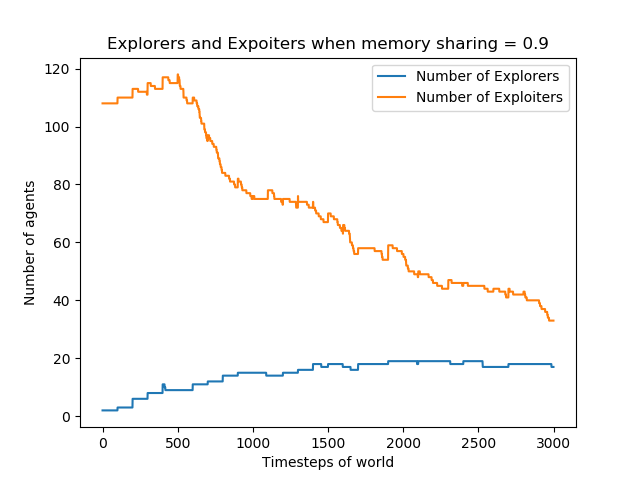 Explorers and Expoiters when memory sharing = 0.9
Number of Explorers
Number of Exploiters
Number of agents
120
100
80
60
40
20
0
0 500 1000 1500 2000 2500 3000
Timesteps of world